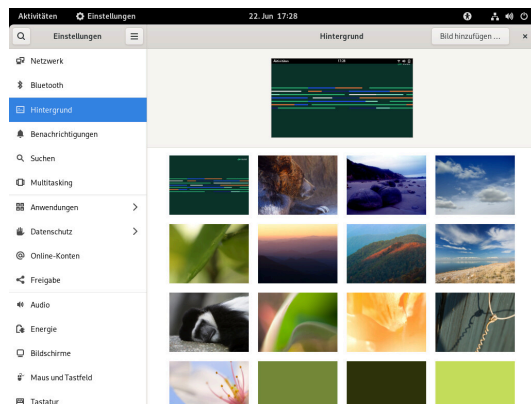 Aktivitäten Einstellungen 22. Jun 17:28
Einstellungen Hintergrund Bild hinzufügen ...
Netzwerk
Bluetooth
Hintergrund
Benachrichtigungen
Suchen
Multitasking
Anwendungen
Datenschutz
Online-Konten
Freigabe
Audio
Energie
Bildschirme
Maus und Tastfeld
Tastatur